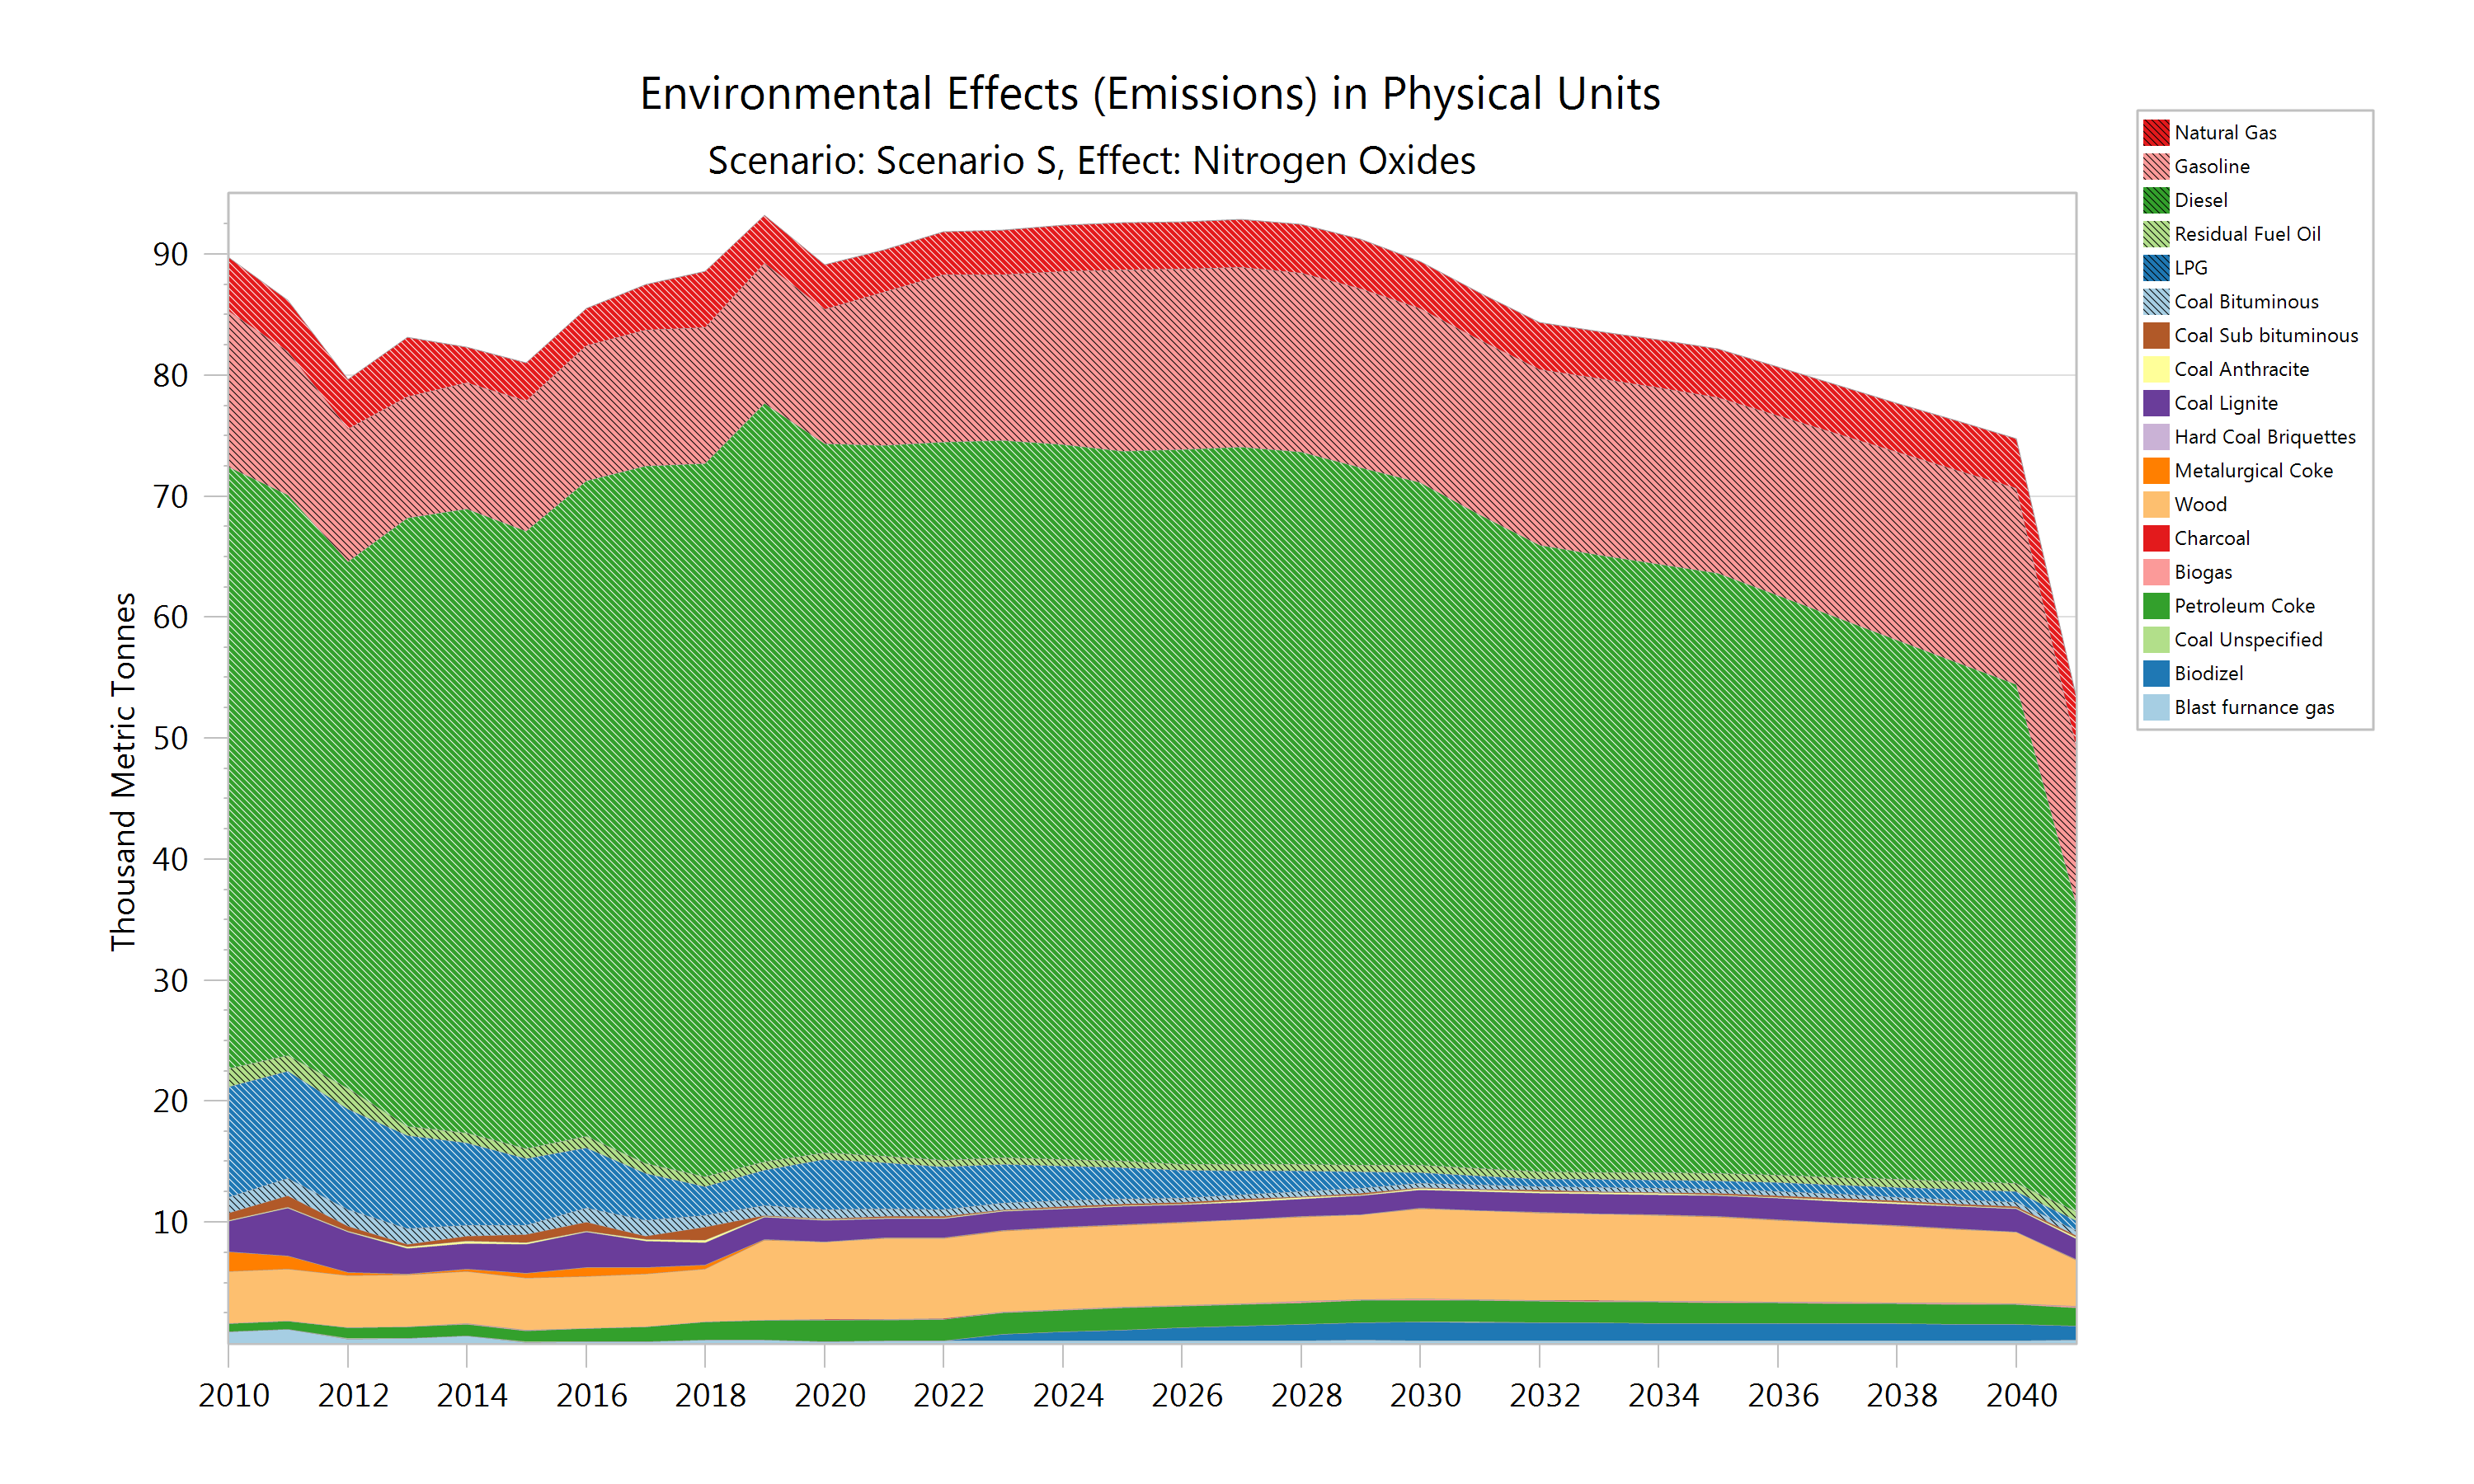 Environmental Effects (Emissions) in Physical Units
Scenario: Scenario S, Effect: Nitrogen Oxides
Thousand Metric Tonnes
90
80
70
60
50
40
30
20
10
2010 2012 2014 2016 2018 2020 2022 2024 2026 2028 2030 2032 2034 2036 2038 2040
Natural Gas
Gasoline
Diesel
Residual Fuel Oil
LPG
Coal Bituminous
Coal Sub bituminous
Coal Anthracite
Coal Lignite
Hard Coal Briquettes
Metalurgical Coke
Wood
Charcoal
Biogas
Petroleum Coke
Coal Unspecified
Biodizel
Blast furnance gas